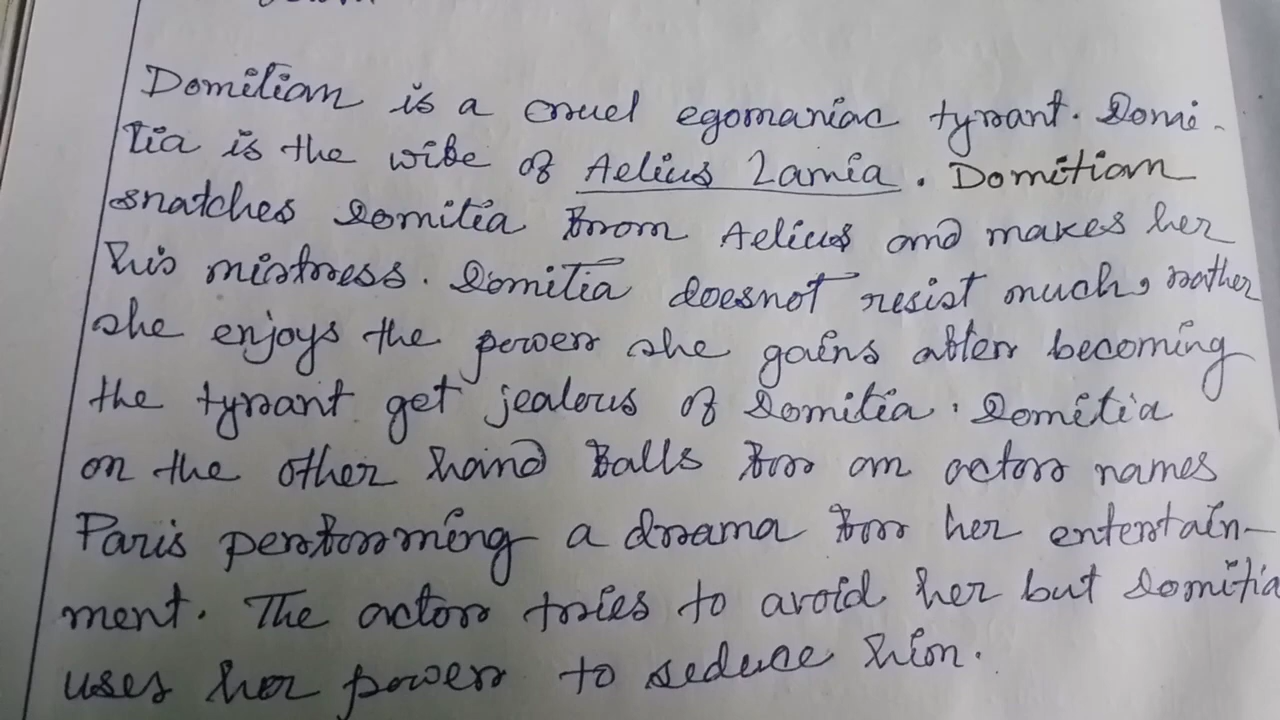 Domitian is a cruel egomaniac tyrant. Domi-
tia is the wife of Aelius Lamia. Domitian
snatches Domitia from Aelius and makes her
his mistress. Domitia doesnot resist much, rather
she enjoys the power she gains after becoming
the tyrant get jealous of Domitia. Domitia
on the other hand falls for an actor names
Paris performing a drama for her entertain-
ment. The actor tries to avoid her but Domitia
uses her power to seduce him.